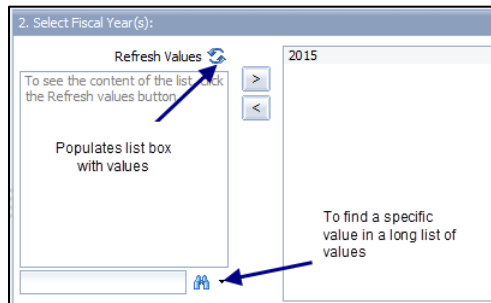 2. Select Fiscal Year(s):
Refresh Values
2015
To see the content of the list, click
the Refresh values button
>
<
Populates list box
with values
To find a specific
value in a long list of
values